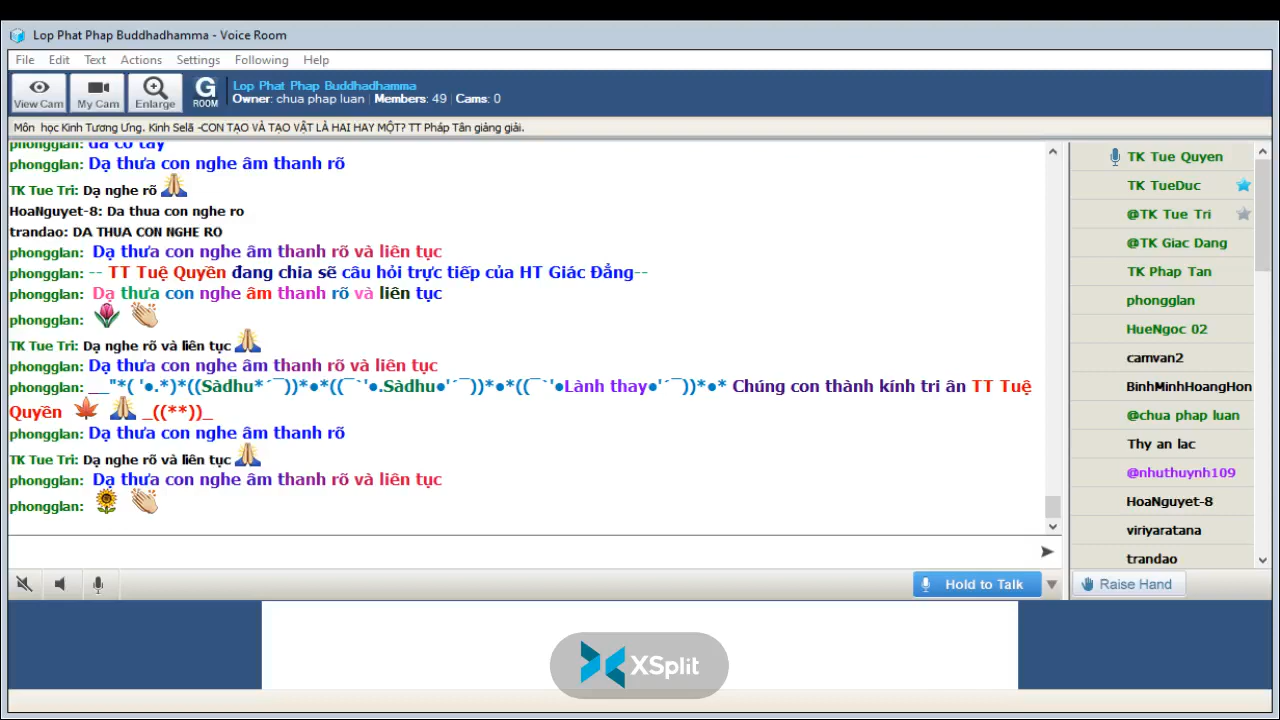 Lop Phat Phap Buddhadhamma - Voice Room
File Edit Text Actions Settings Following Help
View Cam My Cam Enlarge G ROOM
Lop Phat Phap Buddhadhamma
Owner: chua phap luan | Members: 49 | Cams: 0
Môn học Kinh Tương Ưng. Kinh Selā -CON TẠO VÀ TẠO VẬT LÀ HAI HAY MỘT? TT Pháp Tân giảng giải.
phongglan: da co tay
phongglan: Dạ thưa con nghe âm thanh rõ
TK Tue Tri: Dạ nghe rõ
HoaNguyet-8: Da thua con nghe ro
trandao: DA THUA CON NGHE RO
phongglan: Dạ thưa con nghe âm thanh rõ và liên tục
phongglan: -- TT Tuệ Quyền đang chia sẽ câu hỏi trực tiếp của HT Giác Đẳng--
phongglan: Dạ thưa con nghe âm thanh rõ và liên tục
phongglan:
TK Tue Tri: Dạ nghe rõ và liên tục
phongglan: Dạ thưa con nghe âm thanh rõ và liên tục
phongglan: __"*( '●.*)*((Sàdhu*´¯))*●*((¯`'●.Sàdhu●'´¯))*●*((¯`'●Lành thay●'´¯))*●* Chúng con thành kính tri ân TT Tuệ
Quyền _((**))_
phongglan: Dạ thưa con nghe âm thanh rõ
TK Tue Tri: Dạ nghe rõ và liên tục
phongglan: Dạ thưa con nghe âm thanh rõ và liên tục
phongglan:
TK Tue Quyen
TK TueDuc
@TK Tue Tri
@TK Giac Dang
TK Phap Tan
phongglan
HueNgoc 02
camvan2
BinhMinhHoangHon
@chua phap luan
Thy an lac
@nhuthuynh109
HoaNguyet-8
viriyaratana
trandao
Hold to Talk
Raise Hand
XSplit